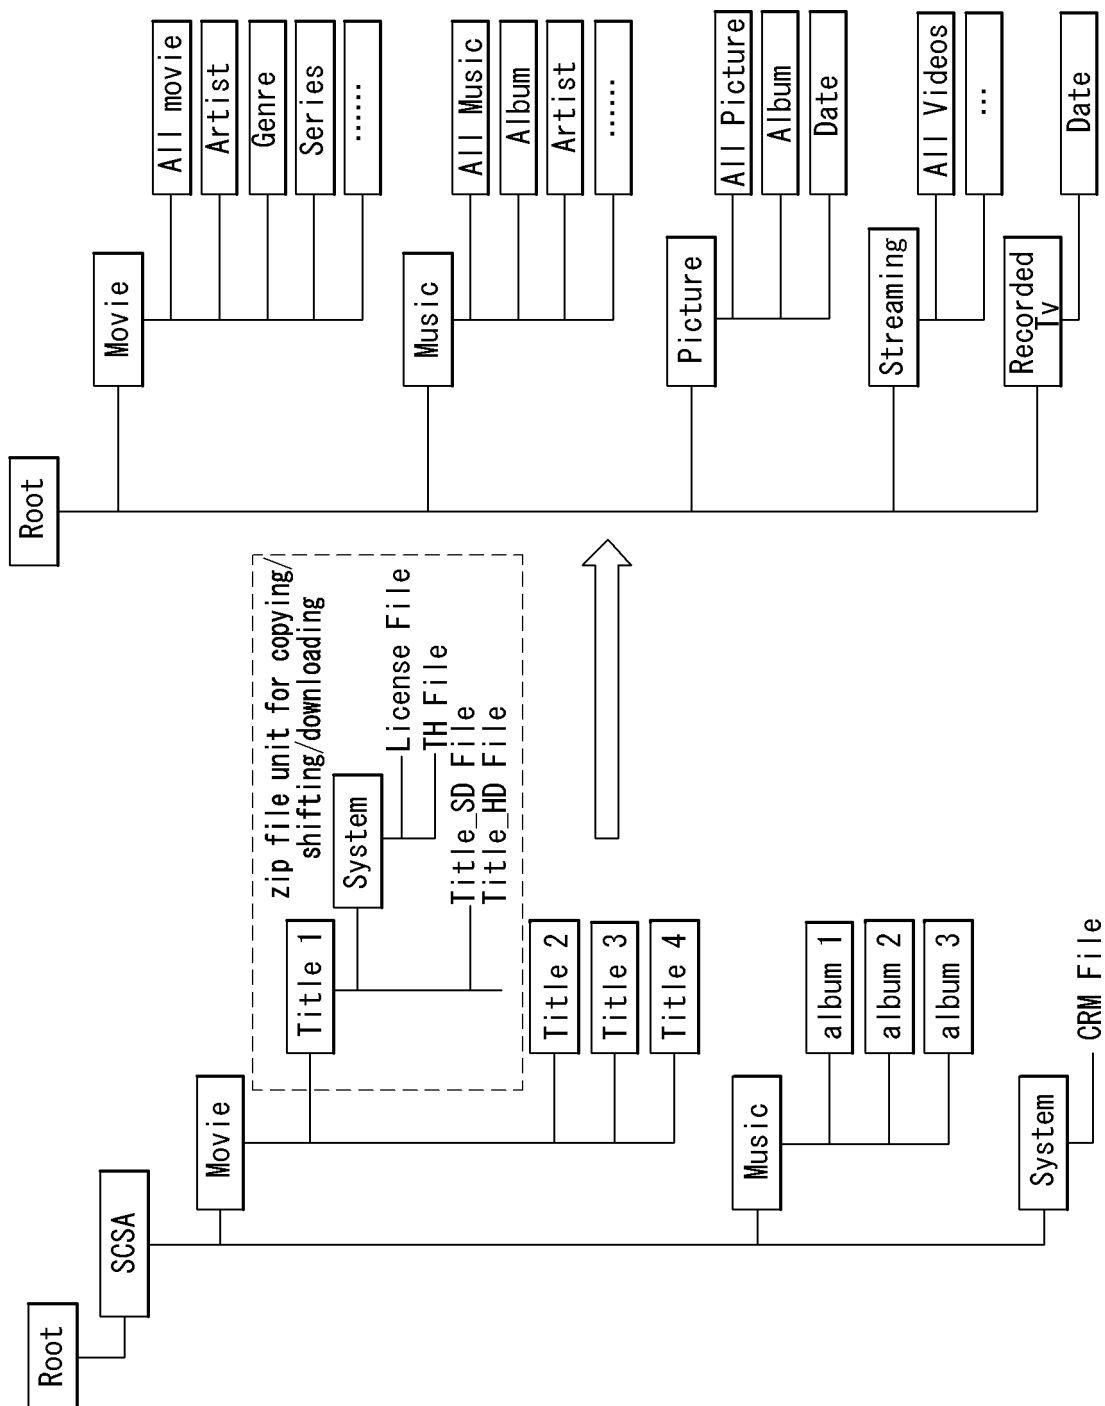 Root
SCSA
Movie
Title 1
zip file unit for copying/
shifting/downloading
System
License File
TH File
Title_SD File
Title_HD File
Title 2
Title 3
Title 4
Music
album 1
album 2
album 3
System
CRM File
Root
Movie
All movie
Artist
Genre
Series
......
Music
All Music
Album
Artist
......
Picture
All Picture
Album
Date
Streaming
All Videos
...
Recorded
Tv
Date